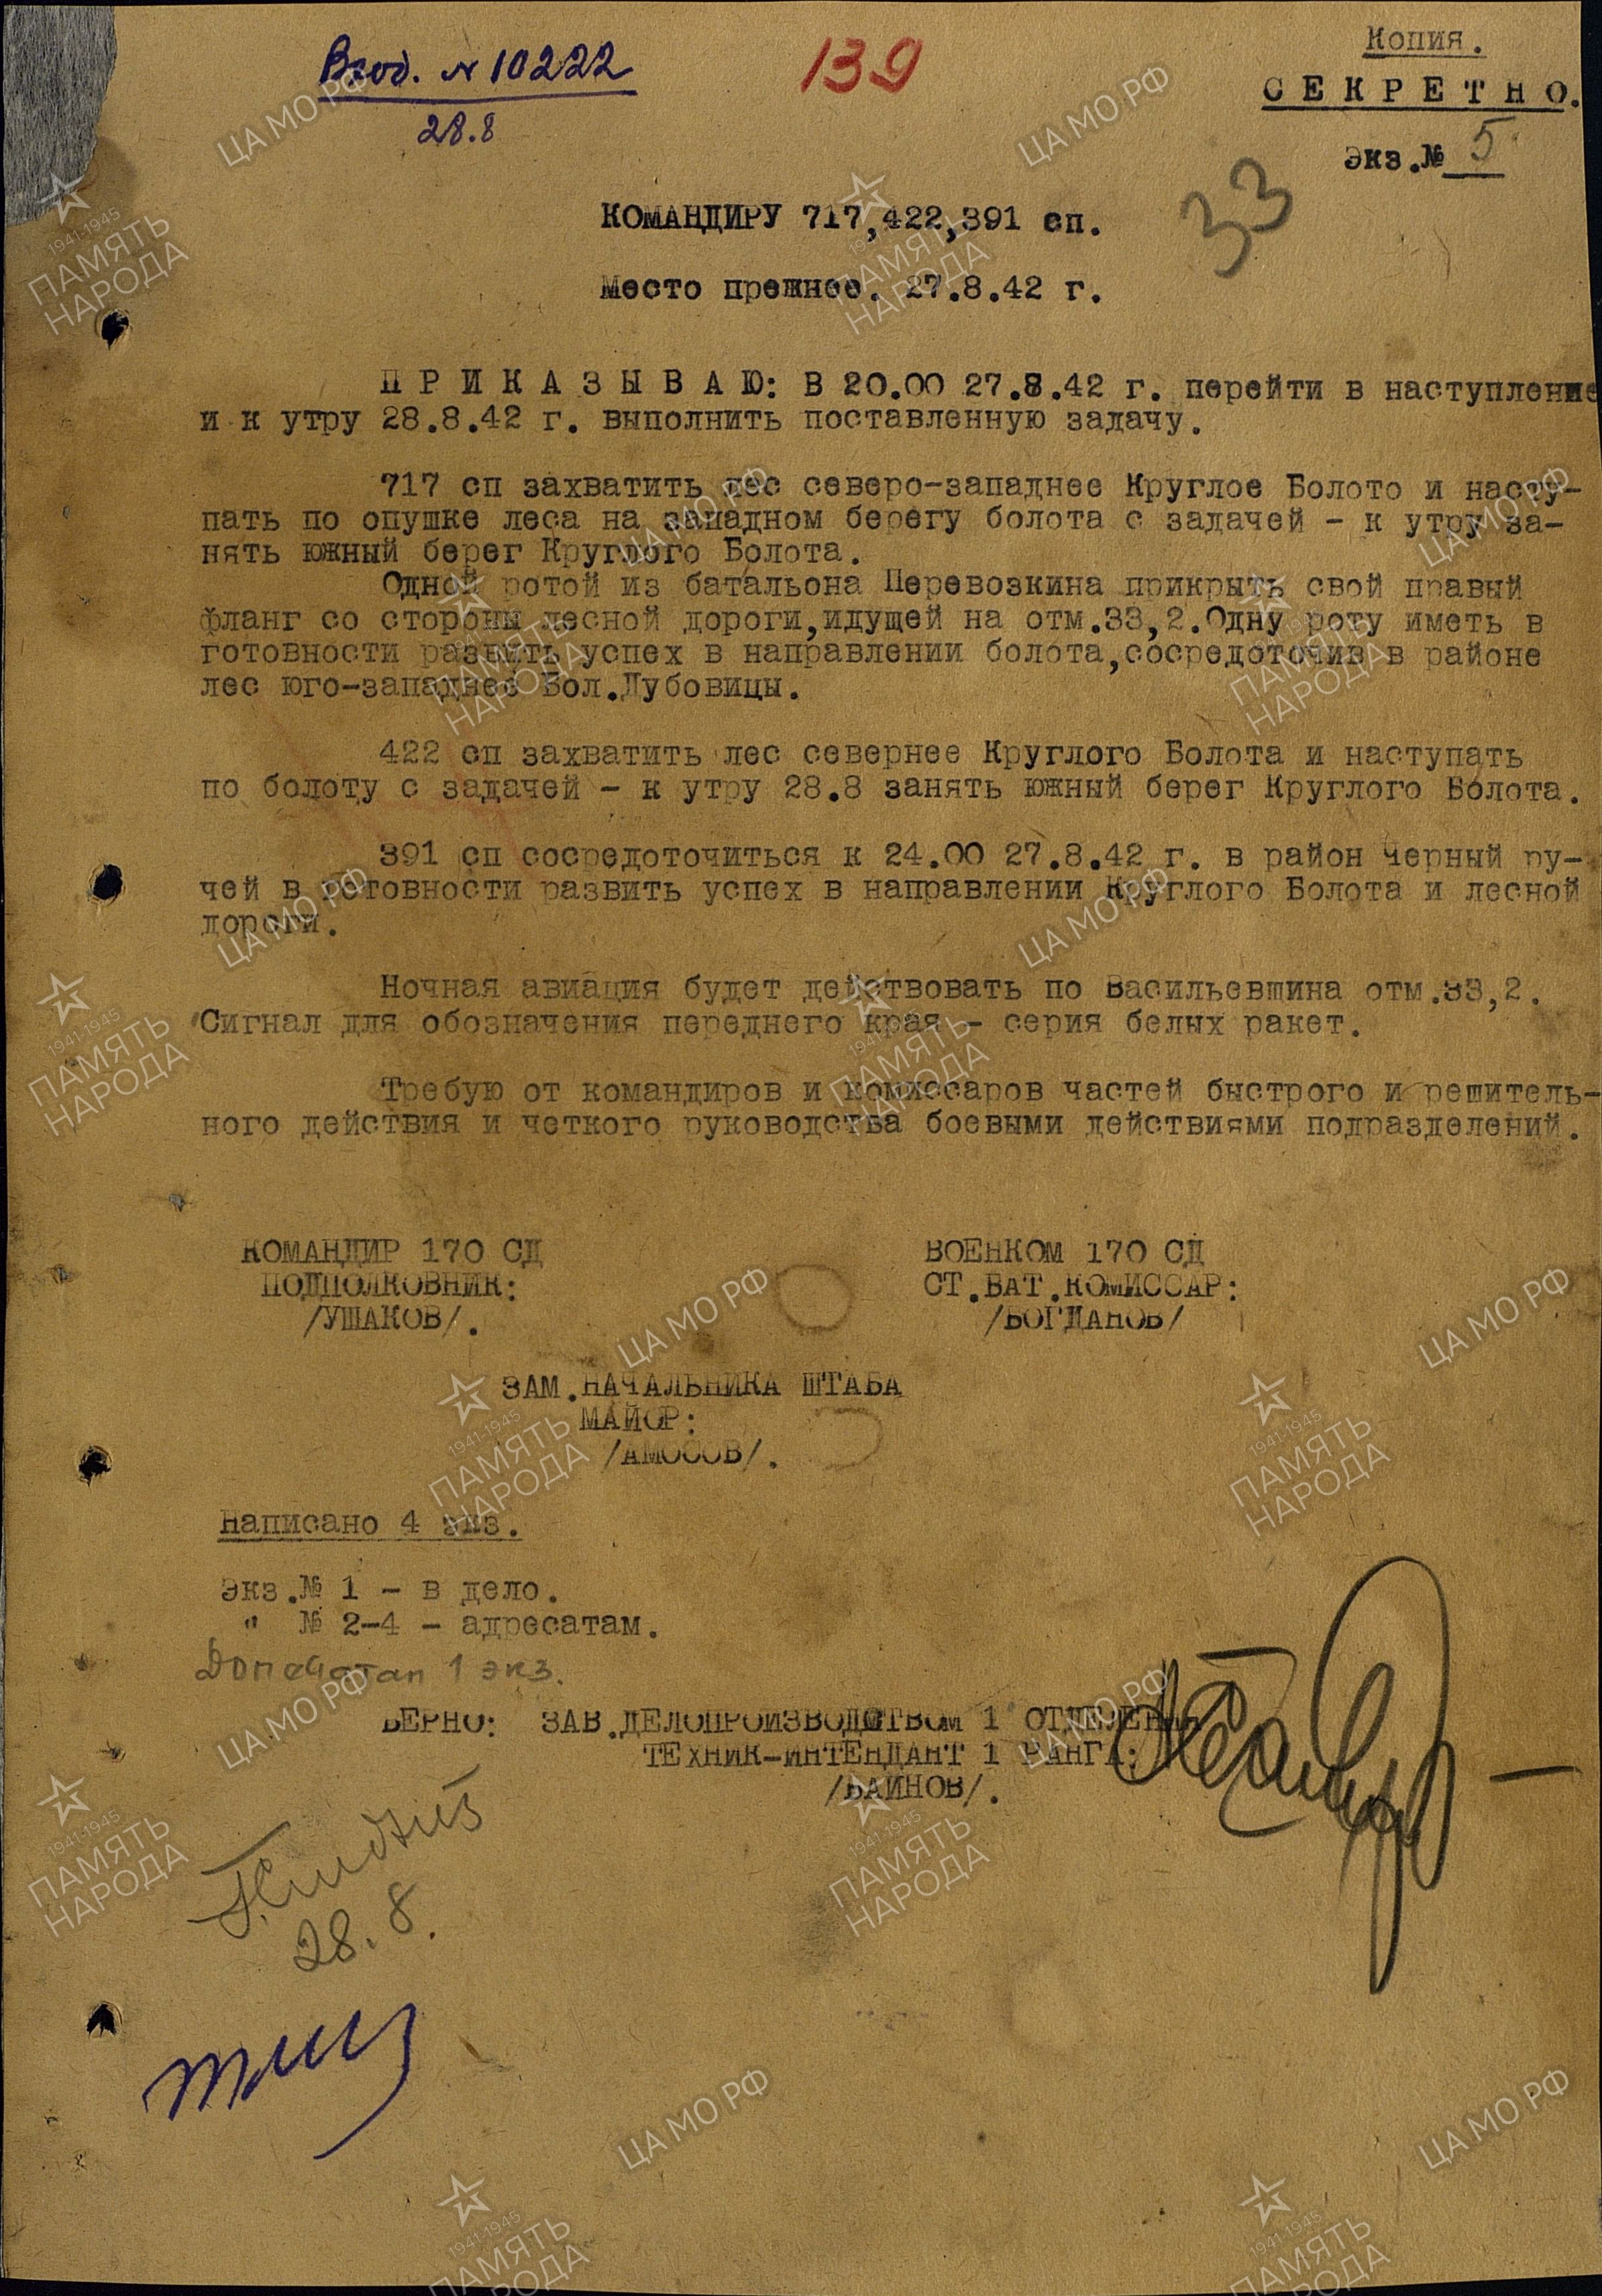 Вход. № 10222
28.8
139
Копия.
СЕКРЕТНО.
экз.№ 5
33
КОМАНДИРУ 717,422,391 сп.
Место прежнее. 27.8.42 г.
ПРИКАЗЫВАЮ: В 20.00 27.8.42 г. перейти в наступление
и к утру 28.8.42 г. выполнить поставленную задачу.
717 сп захватить лес северо-западнее Круглое Болото и насту-
пать по опушке леса на западном берегу болота с задачей - к утру за-
нять южный берег Круглого Болота.
Одной ротой из батальона Перевозкина прикрыть свой правый
фланг со стороны лесной дороги,идущей на отм.33,2.Одну роту иметь в
готовности развить успех в направлении болота,сосредоточив в районе
лес юго-западнее Бол.Дубовицы.
422 сп захватить лес севернее Круглого Болота и наступать
по болоту с задачей - к утру 28.8 занять южный берег Круглого Болота.
391 сп сосредоточиться к 24.00 27.8.42 г. в район Черный ру-
чей в готовности развить успех в направлении Круглого Болота и лесной
дороги.
Ночная авиация будет действовать по Васильевщина отм.33,2.
Сигнал для обозначения переднего края - серия белых ракет.
Требую от командиров и комиссаров частей быстрого и решитель-
ного действия и четкого руководства боевыми действиями подразделений.
КОМАНДИР 170 СД
ПОДПОЛКОВНИК:
/УШАКОВ/.
ВОЕНКОМ 170 СД
СТ.БАТ.КОМИССАР:
/БОГДАНОВ/
ЗАМ.НАЧАЛЬНИКА ШТАБА
МАЙОР:
/АМОСОВ/.
Написано 4 экз.
Экз.№ 1 - в дело.
" № 2-4 - адресатам.
Допечатан 1 экз.
ВЕРНО: ЗАВ.ДЕЛОПРОИЗВОДСТВОМ 1 ОТДЕЛЕНИЯ
ТЕХНИК-ИНТЕНДАНТ 1 РАНГА:
/БАИНОВ/.
28.8.